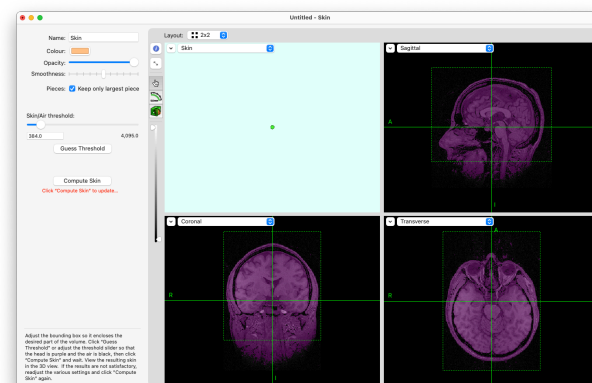 Untitled - Skin
Name: Skin
Colour:
Opacity:
Smoothness:
Pieces: Keep only largest piece
Skin/Air threshold:
384.0 4,095.0
Guess Threshold
Compute Skin
Click "Compute Skin" to update...
Adjust the bounding box so it encloses the
desired part of the volume. Click "Guess
Threshold" or adjust the threshold slider so that
the head is purple and the air is black, then click
"Compute Skin" and wait. View the resulting skin
in the 3D view. If the results are not satisfactory,
readjust the various settings and click "Compute
Skin" again.
Layout: 2x2
Skin
Sagittal
A
I
Coronal
R
I
Transverse
A
R